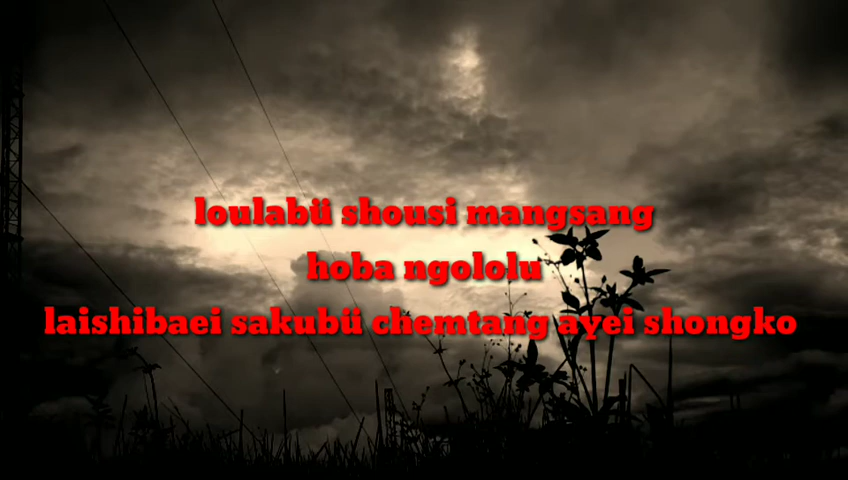 loulabü shousi mangsang
hoba ngololu
laishibaei sakubü chemtang ayei shongko